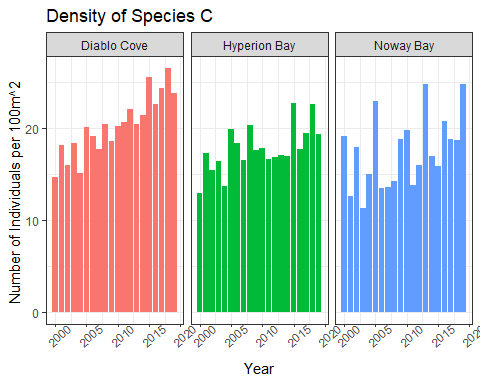 Density of Species C
Diablo Cove Hyperion Bay Noway Bay
Number of Individuals per 100m^2
20
10
0
2000 2005 2010 2015 2020 2000 2005 2010 2015 2020 2000 2005 2010 2015 2020
Year